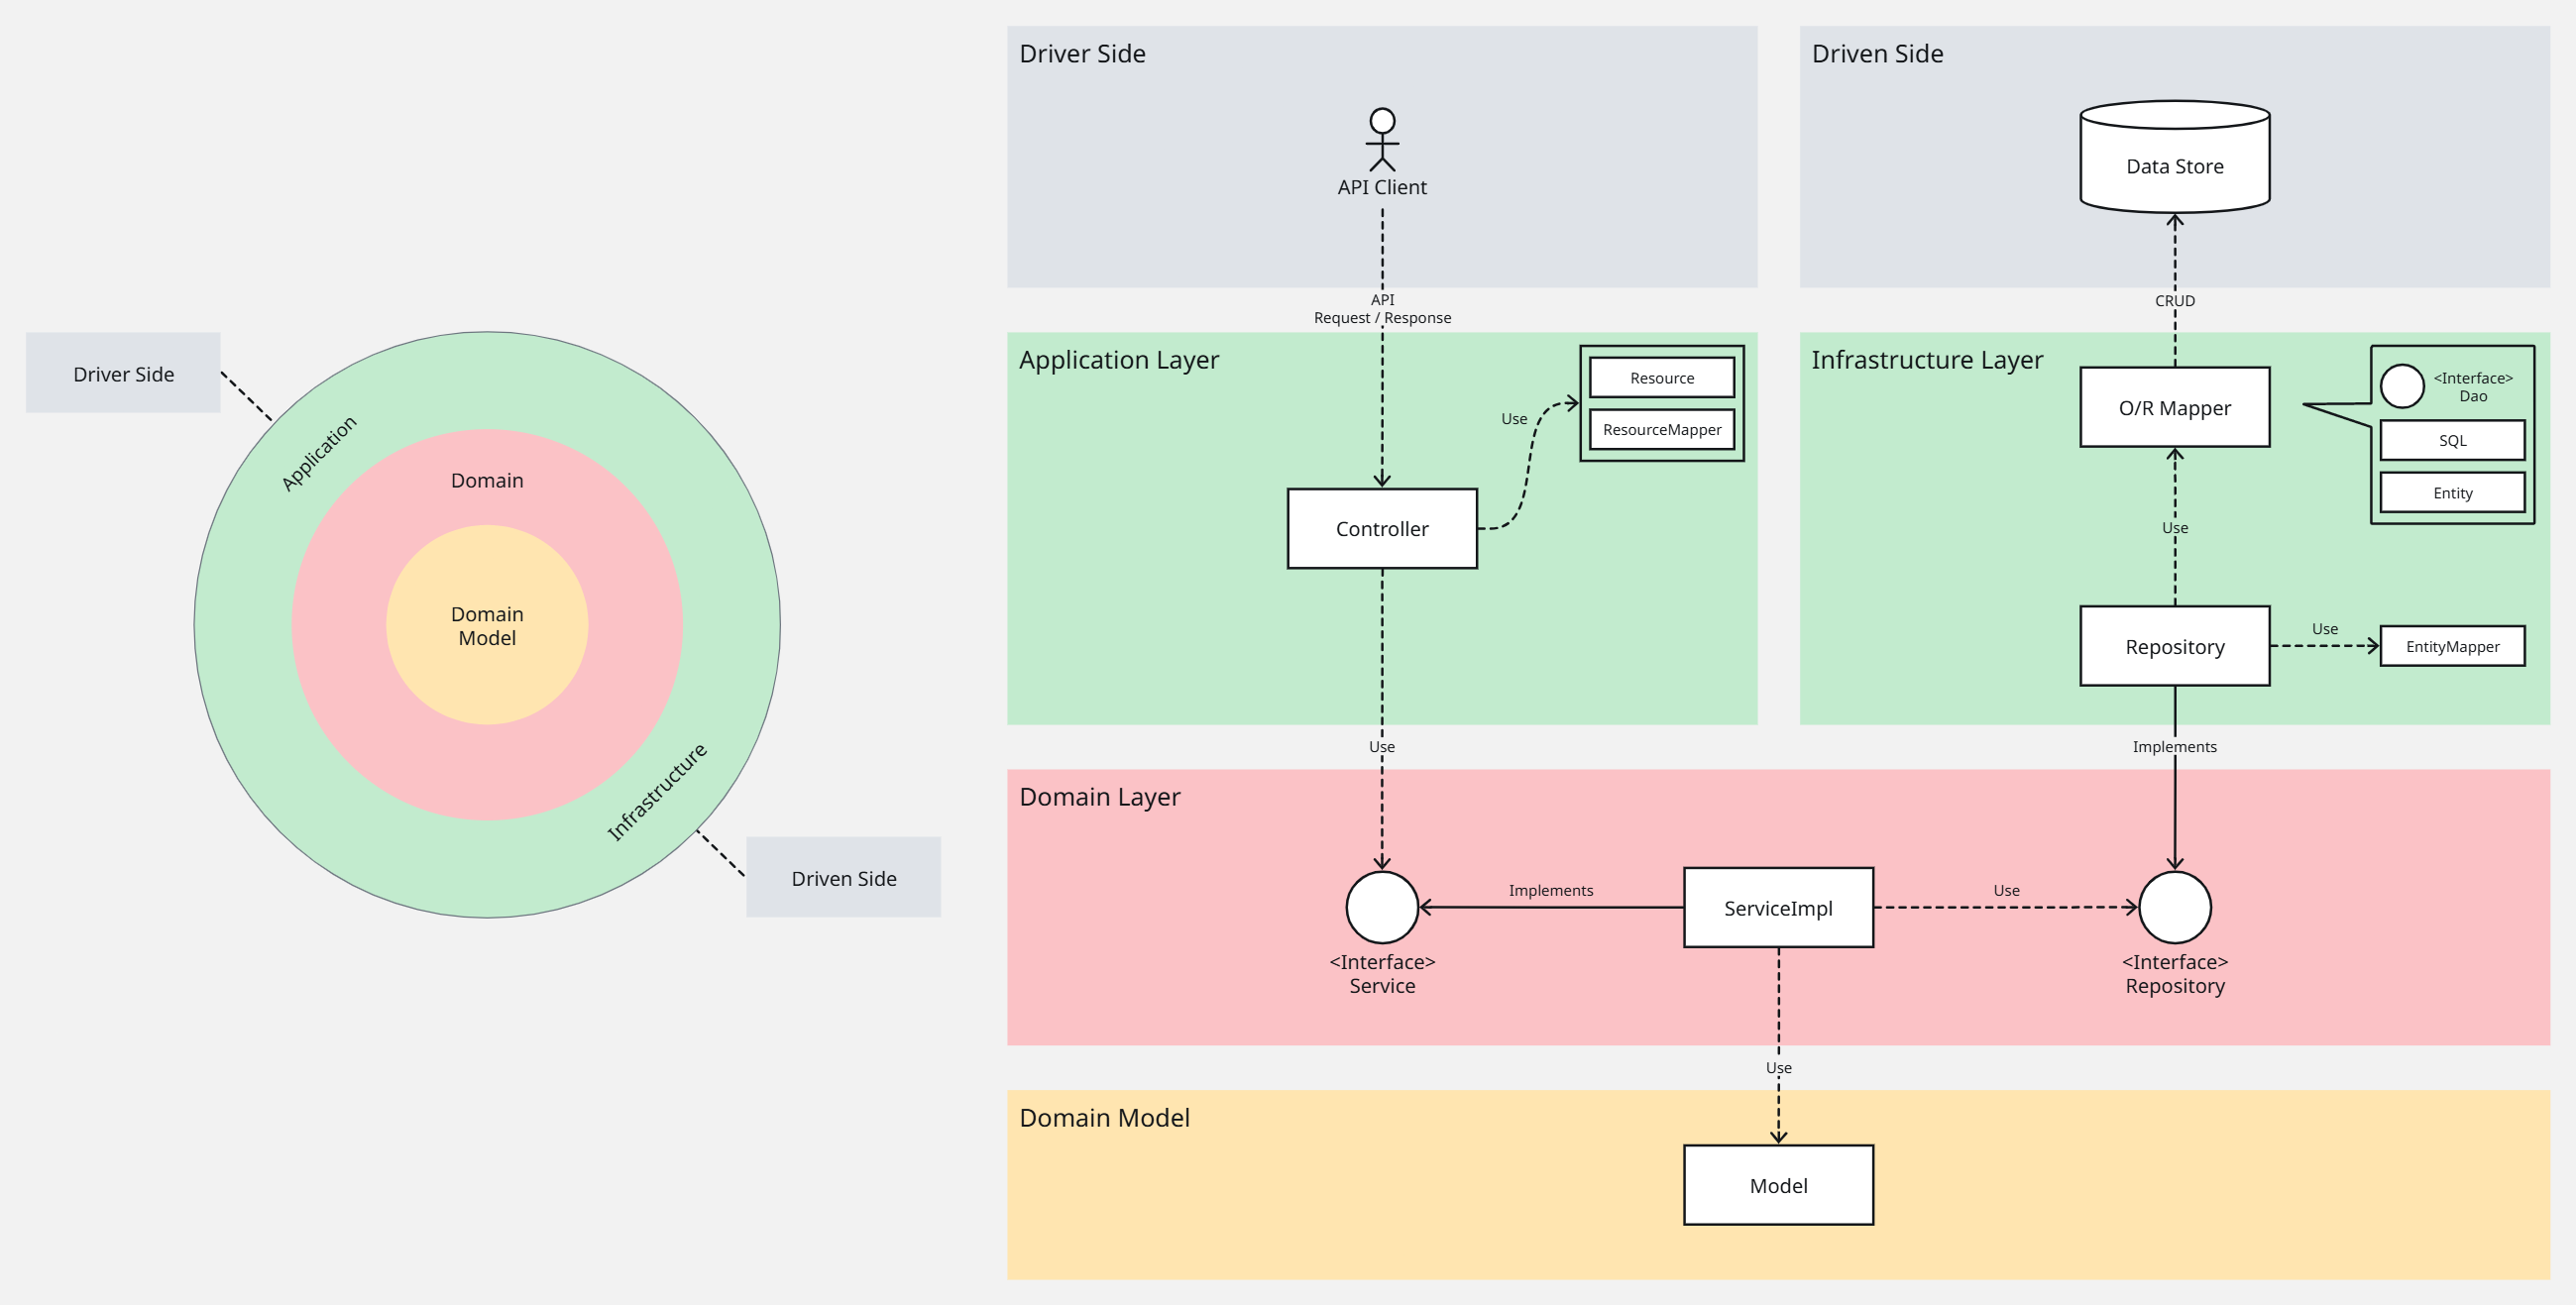 Driver Side
Application
Domain
Domain
Model
Infrastructure
Driven Side
Driver Side
API Client
API
Request / Response
Application Layer
Resource
ResourceMapper
Use
Controller
Use
Driven Side
Data Store
CRUD
Infrastructure Layer
O/R Mapper
<Interface>
Dao
SQL
Entity
Use
Repository
Use
EntityMapper
Implements
Domain Layer
<Interface>
Service
Implements
ServiceImpl
Use
<Interface>
Repository
Use
Domain Model
Model